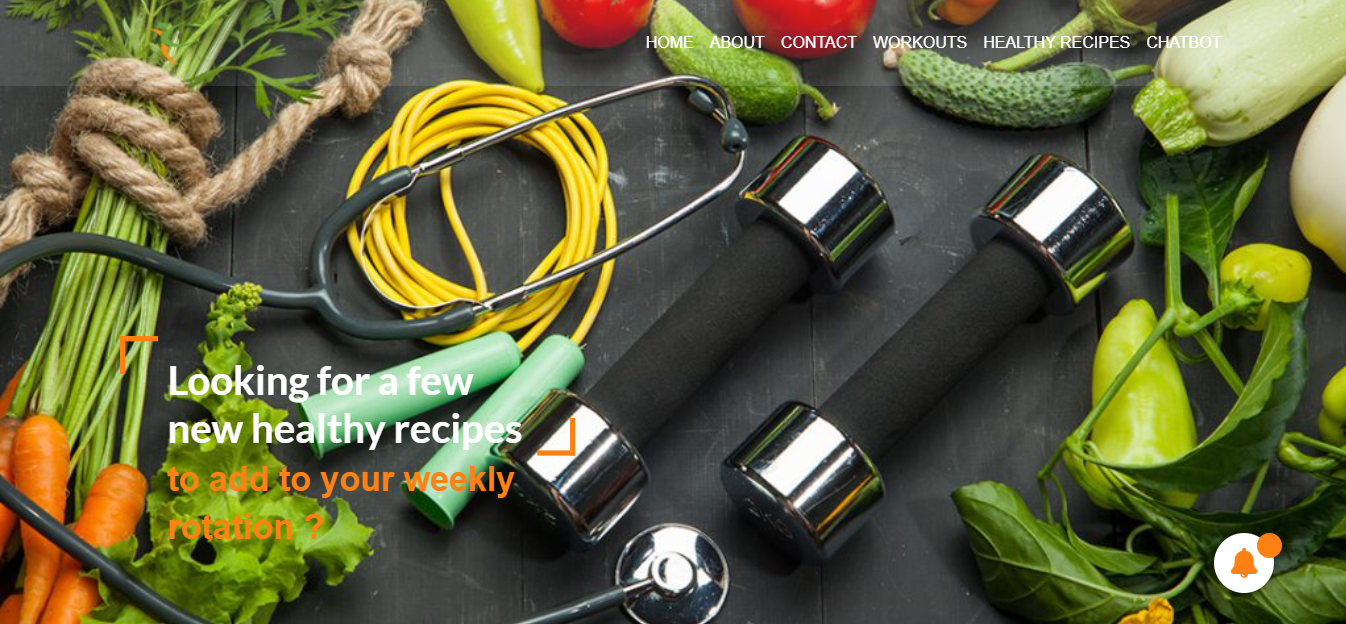 HOME ABOUT CONTACT WORKOUTS HEALTHY RECIPES CHATBOT
Looking for a few
new healthy recipes
to add to your weekly
rotation ?